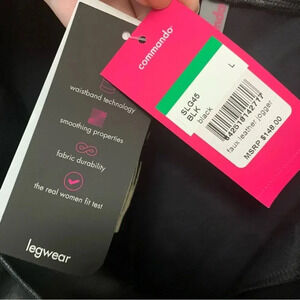 waistband technology
smoothing properties
fabric durability
the real women fit test
legwear
commando
SLG45
BLK
black
L
842518142717
faux leather jogger
MSRP $148.00